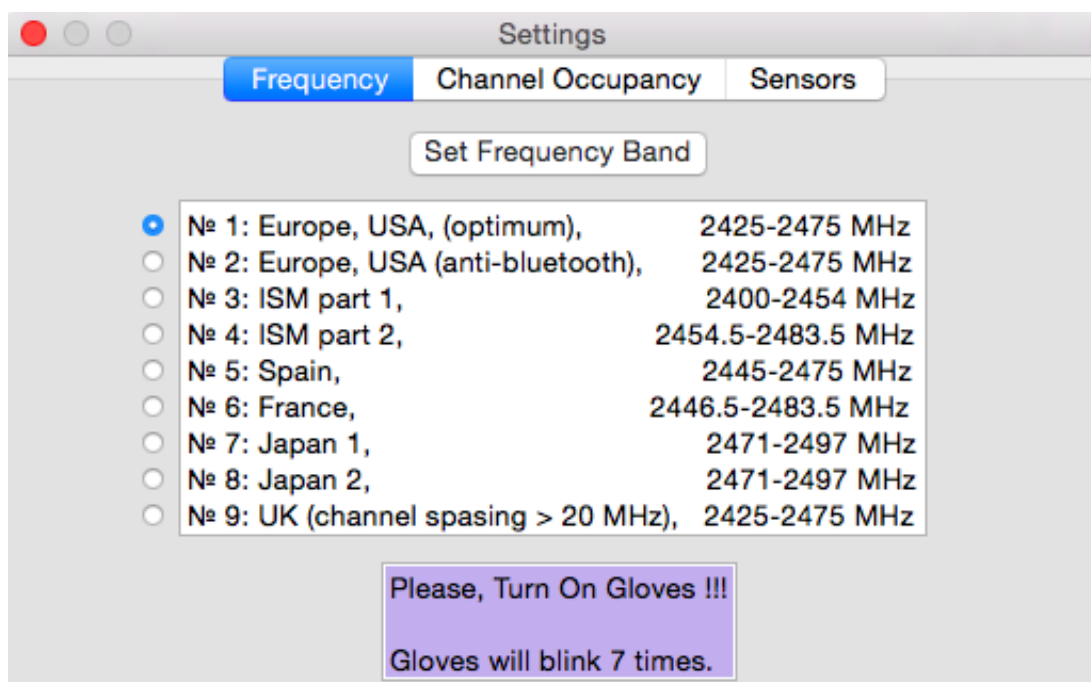 Settings
Frequency Channel Occupancy Sensors
Set Frequency Band
№ 1: Europe, USA, (optimum), 2425-2475 MHz
№ 2: Europe, USA (anti-bluetooth), 2425-2475 MHz
№ 3: ISM part 1, 2400-2454 MHz
№ 4: ISM part 2, 2454.5-2483.5 MHz
№ 5: Spain, 2445-2475 MHz
№ 6: France, 2446.5-2483.5 MHz
№ 7: Japan 1, 2471-2497 MHz
№ 8: Japan 2, 2471-2497 MHz
№ 9: UK (channel spasing > 20 MHz), 2425-2475 MHz
Please, Turn On Gloves !!!
Gloves will blink 7 times.